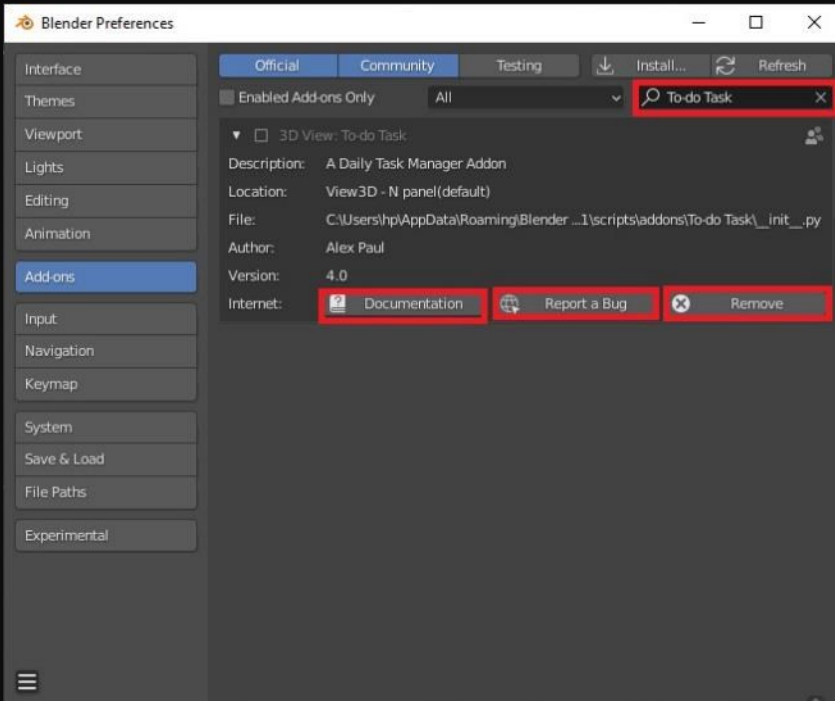 Blender Preferences
Interface
Themes
Viewport
Lights
Editing
Animation
Add-ons
Input
Navigation
Keymap
System
Save & Load
File Paths
Experimental
Official Community Testing Install... Refresh
Enabled Add-ons Only All To-do Task
3D View: To-do Task
Description: A Daily Task Manager Addon
Location: View3D - N panel(default)
File: C:\Users\hp\AppData\Roaming\Blender ...1\scripts\addons\To-do Task\__init__.py
Author: Alex Paul
Version: 4.0
Internet: Documentation Report a Bug Remove